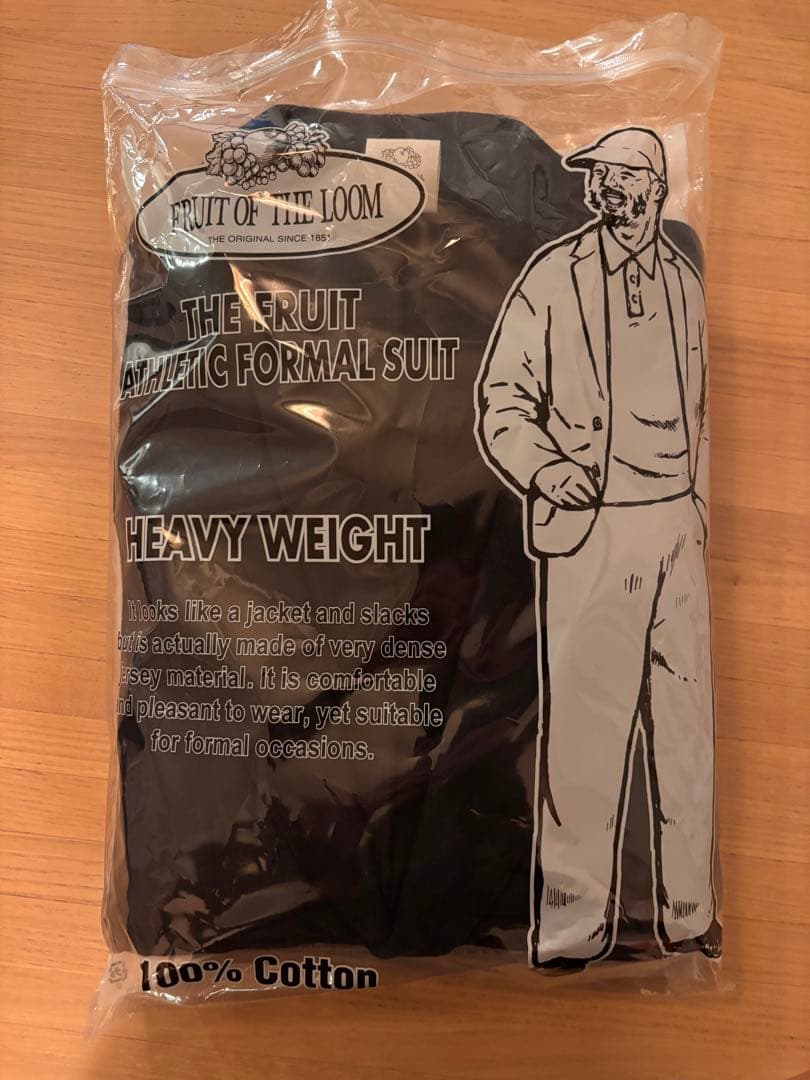 FRUIT OF THE LOOM
THE ORIGINAL SINCE 1851
THE FRUIT
ATHLETIC FORMAL SUIT
HEAVY WEIGHT
It looks like a jacket and slacks
but is actually made of very dense
jersey material. It is comfortable
and pleasant to wear, yet suitable
for formal occasions.
100% Cotton